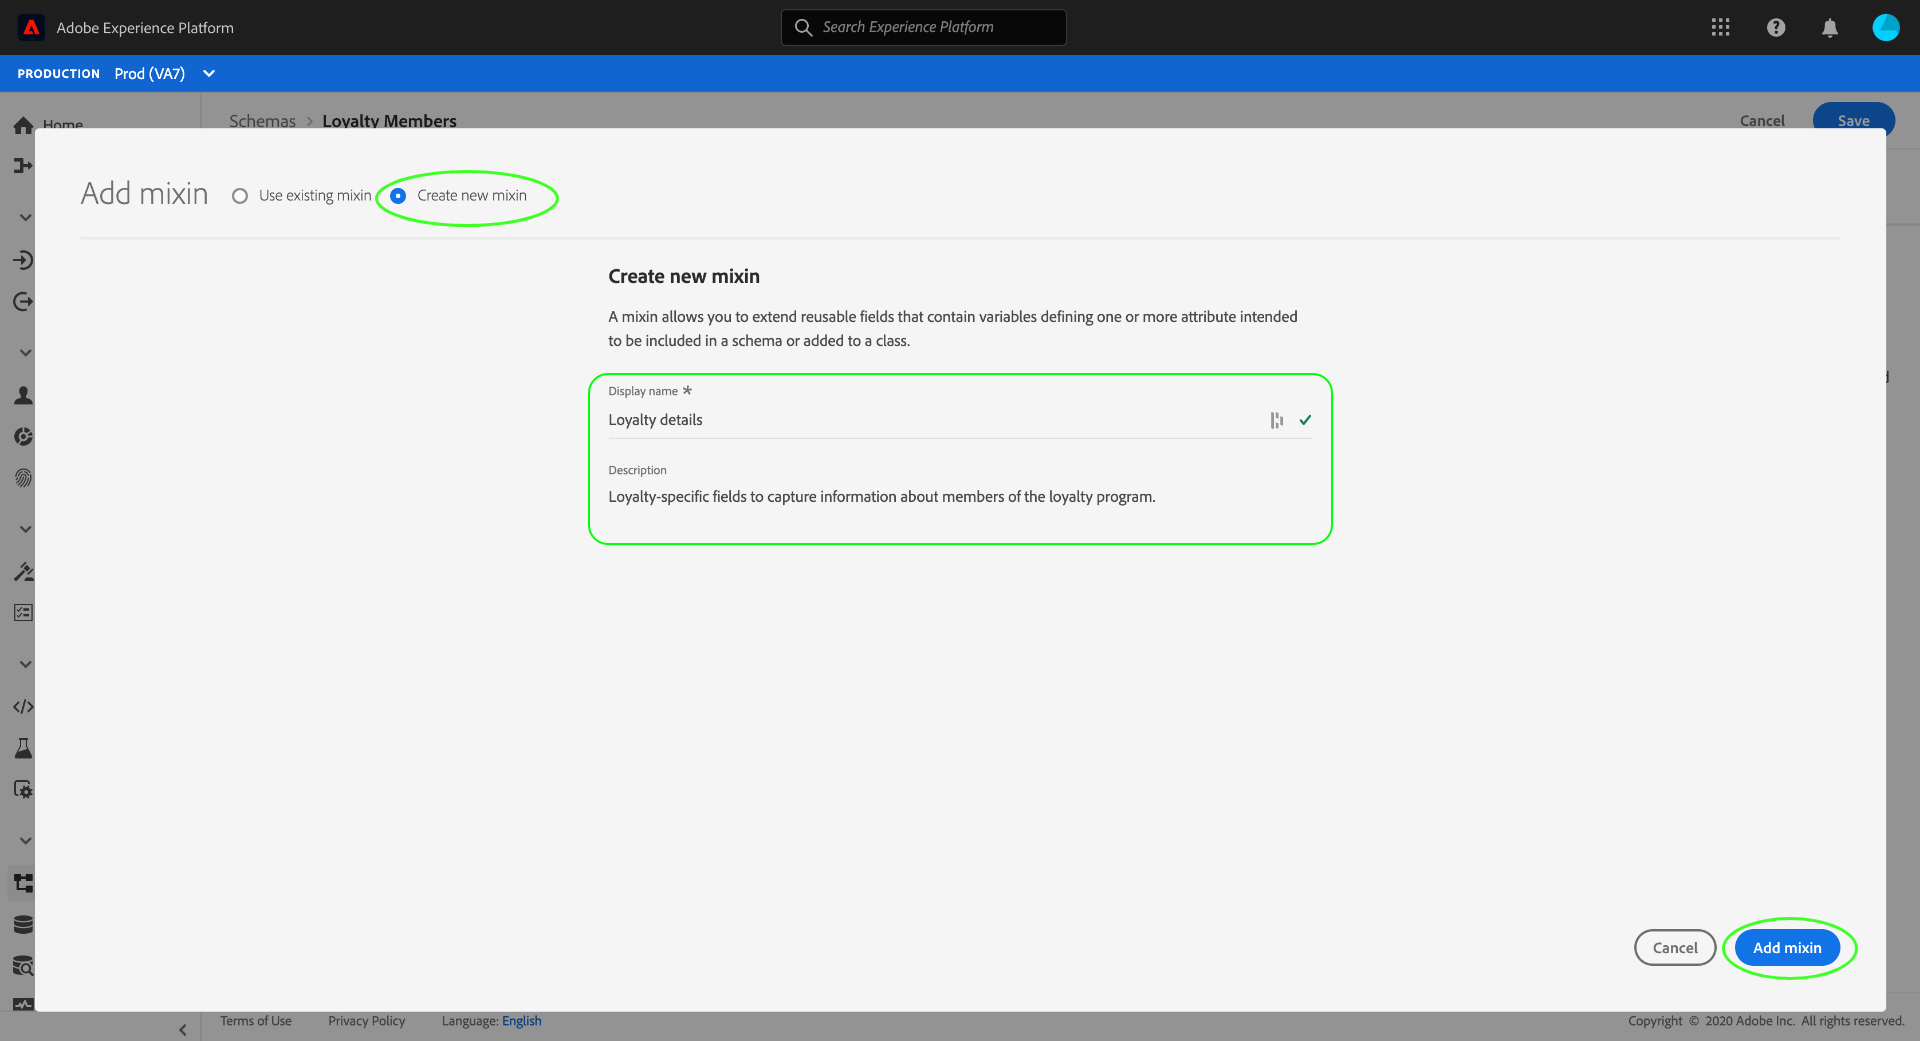 Adobe Experience Platform
Search Experience Platform
PRODUCTION Prod (VA7)
Home
Schemas > Loyalty Members
Cancel
Save
Add mixin
Use existing mixin
Create new mixin
Create new mixin
A mixin allows you to extend reusable fields that contain variables defining one or more attribute intended
to be included in a schema or added to a class.
Display name *
Loyalty details
Description
Loyalty-specific fields to capture information about members of the loyalty program.
Cancel
Add mixin
Terms of Use
Privacy Policy
Language: English
Copyright © 2020 Adobe Inc. All rights reserved.